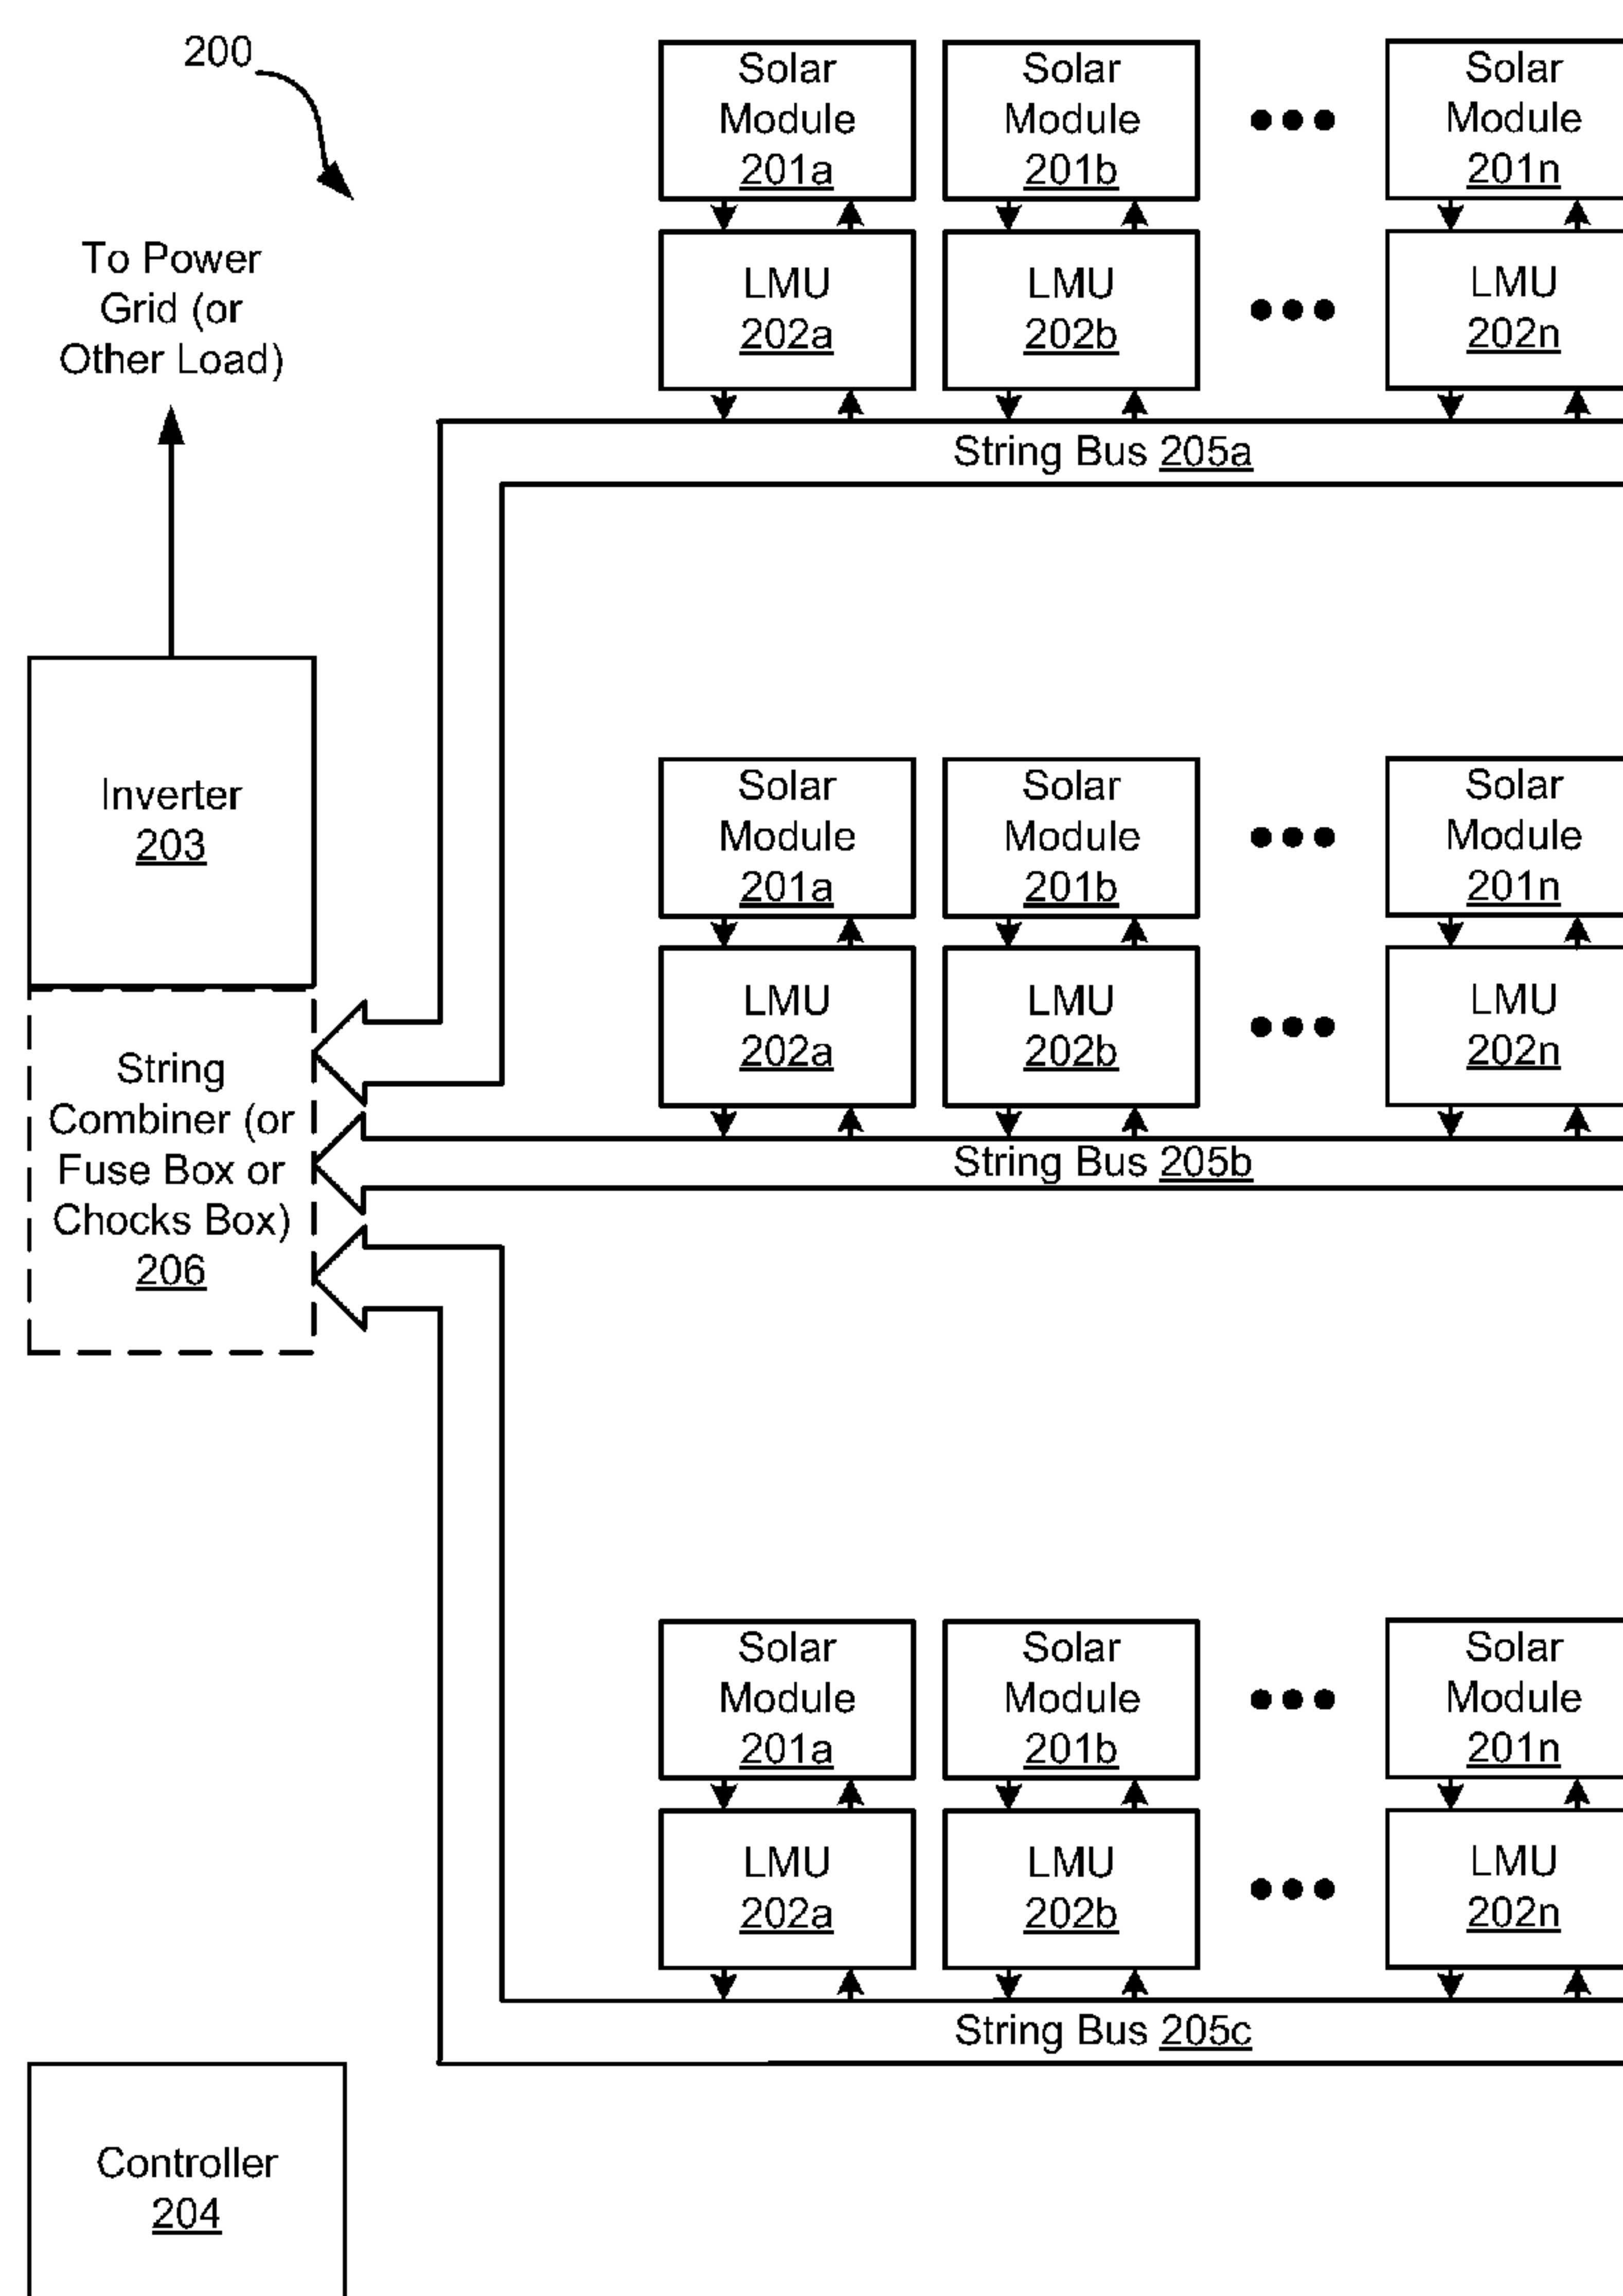 200
To Power
Grid (or
Other Load)
Solar
Module
201a
Solar
Module
201b
Solar
Module
201n
LMU
202a
LMU
202b
LMU
202n
String Bus 205a
Inverter
203
Solar
Module
201a
Solar
Module
201b
Solar
Module
201n
LMU
202a
LMU
202b
LMU
202n
String Bus 205b
String
Combiner (or
Fuse Box or
Chocks Box)
206
Solar
Module
201a
Solar
Module
201b
Solar
Module
201n
LMU
202a
LMU
202b
LMU
202n
String Bus 205c
Controller
204